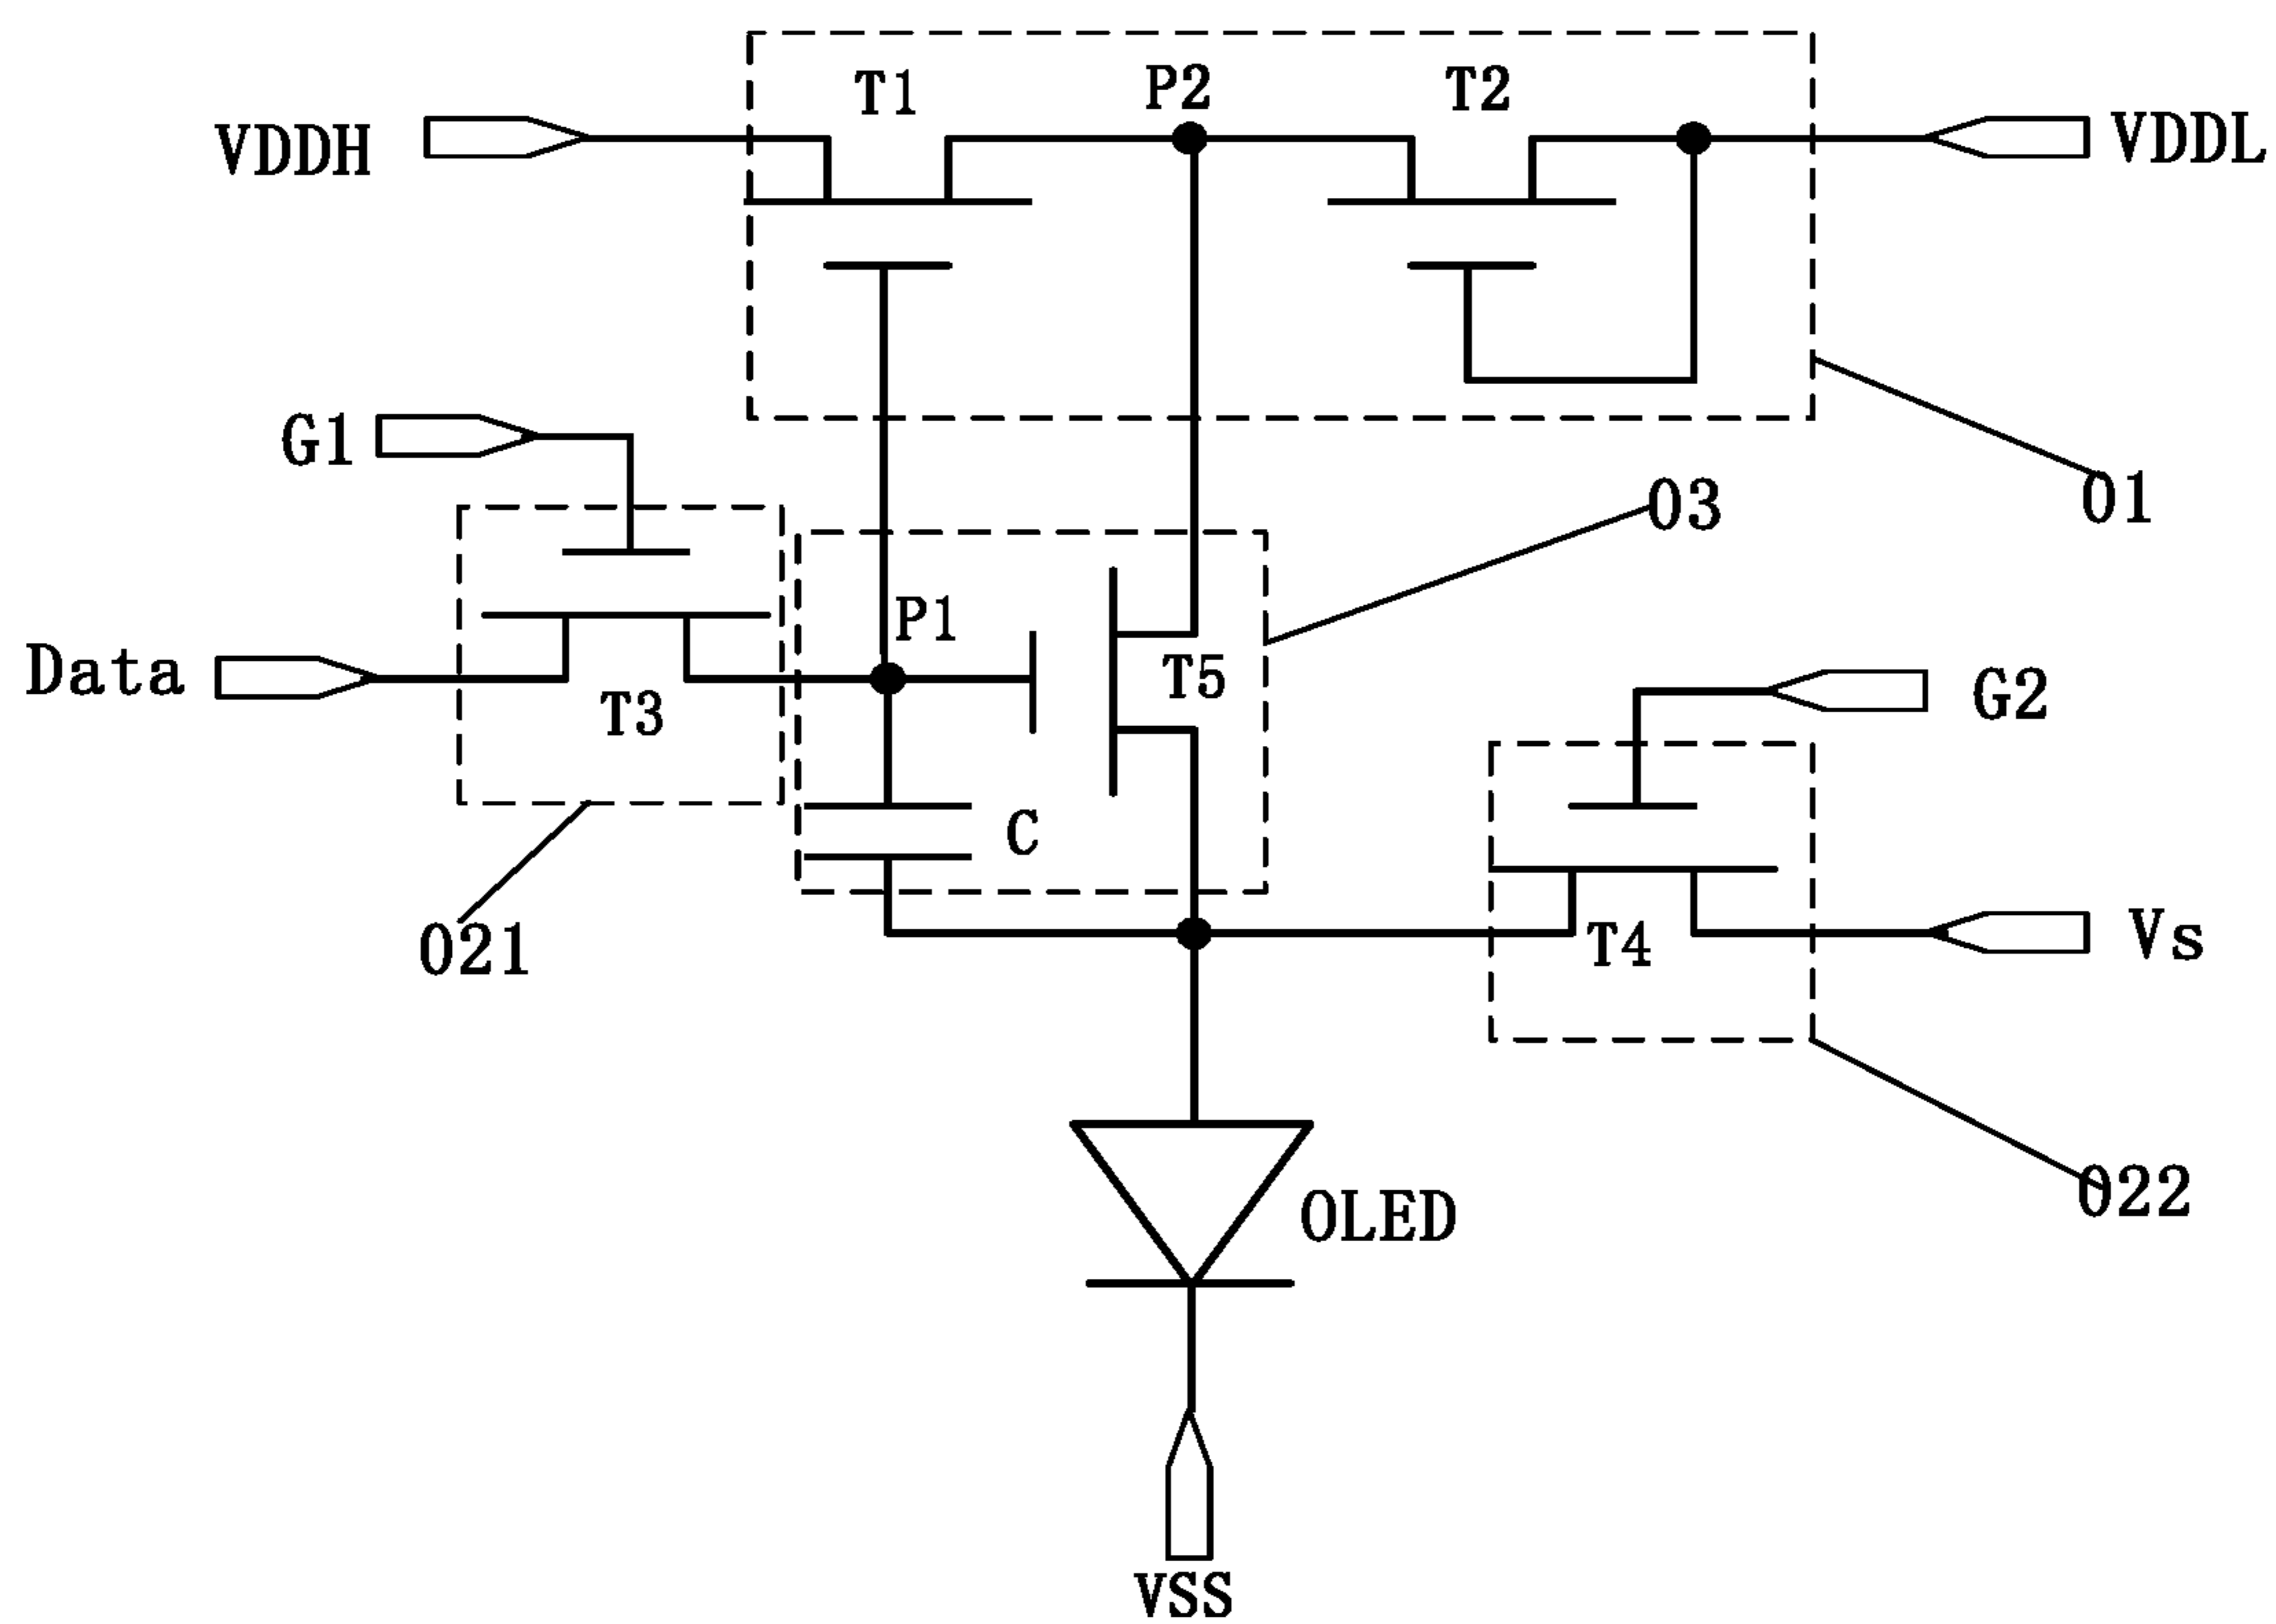 T1
P2
T2
VDDH
VDDL
G1
01
03
P1
Data
T5
T3
G2
C
021
T4
Vs
022
OLED
VSS